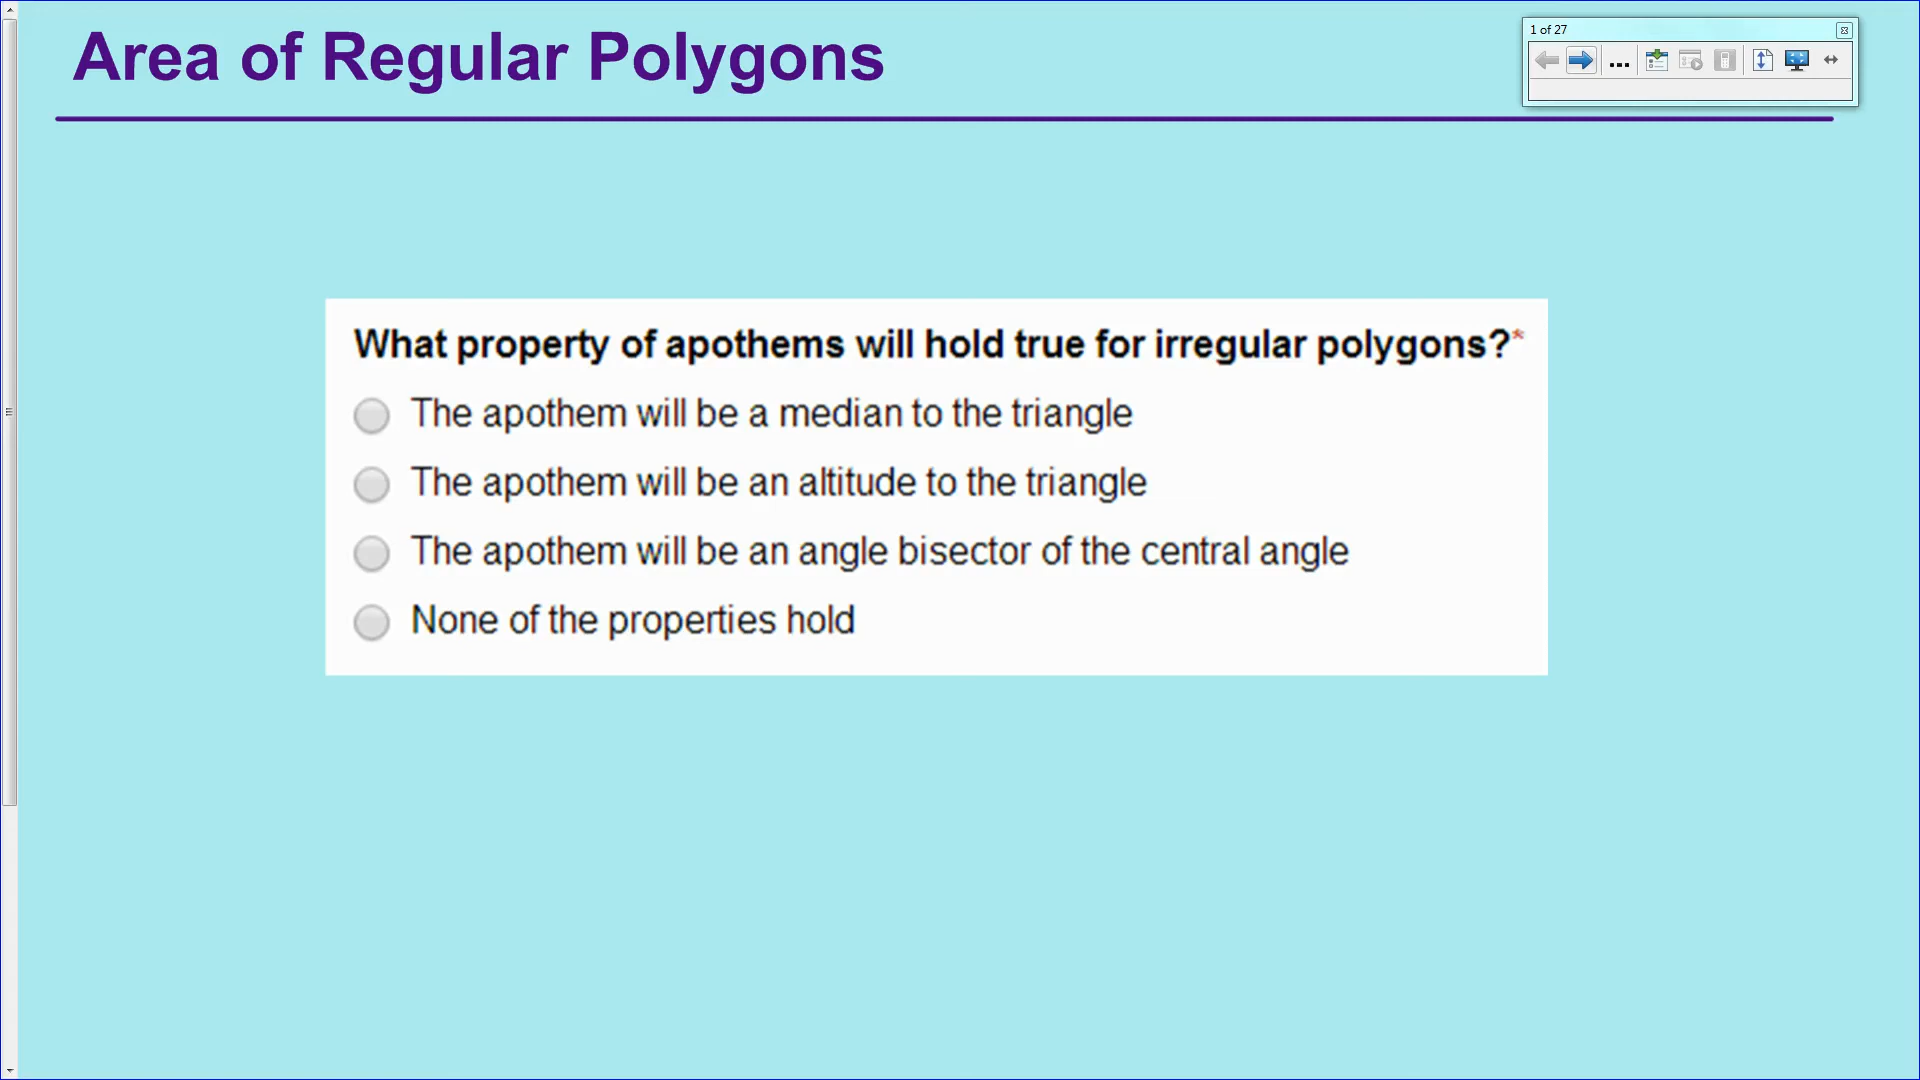 Area of Regular Polygons
1 of 27
What property of apothems will hold true for irregular polygons?*
The apothem will be a median to the triangle
The apothem will be an altitude to the triangle
The apothem will be an angle bisector of the central angle
None of the properties hold